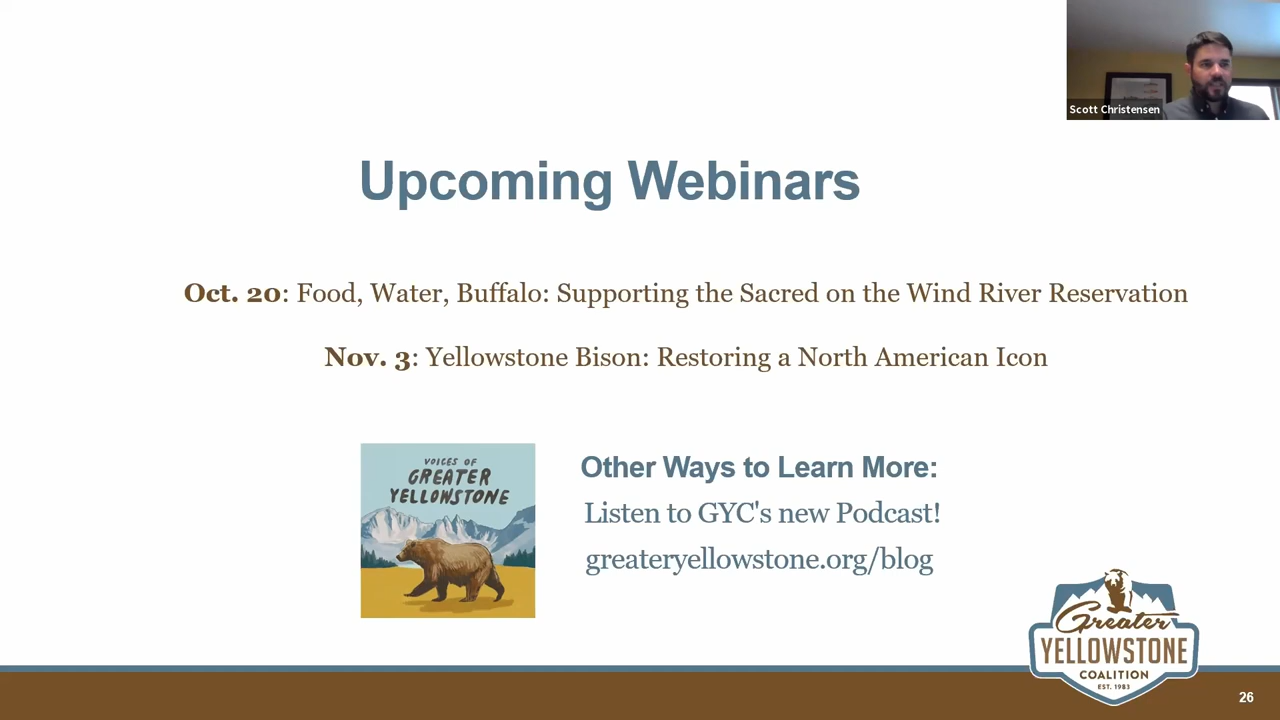 Scott Christensen
Upcoming Webinars
Oct. 20: Food, Water, Buffalo: Supporting the Sacred on the Wind River Reservation
Nov. 3: Yellowstone Bison: Restoring a North American Icon
VOICES OF
GREATER
YELLOWSTONE
Other Ways to Learn More:
Listen to GYC's new Podcast!
greateryellowstone.org/blog
Greater
YELLOWSTONE
COALITION
EST. 1983
26